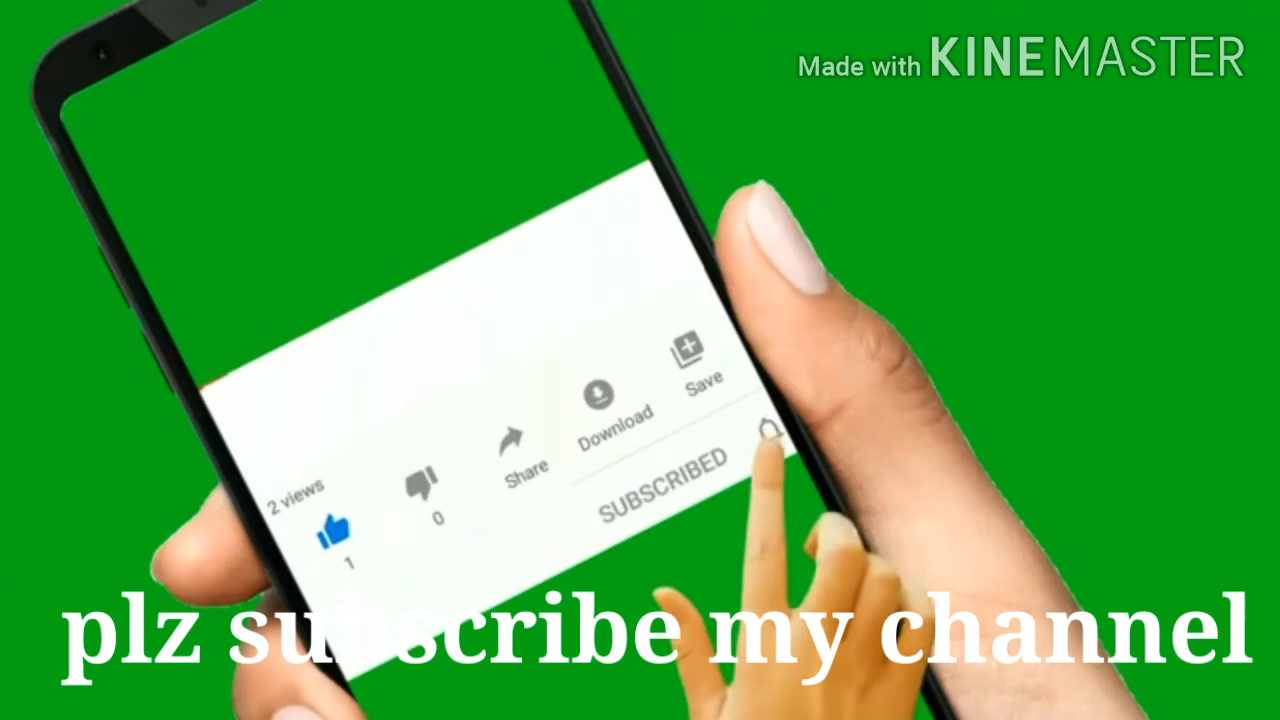 Made with KINEMASTER
Save
Download
Share
SUBSCRIBED
2 views
0
1
plz subscribe my channel